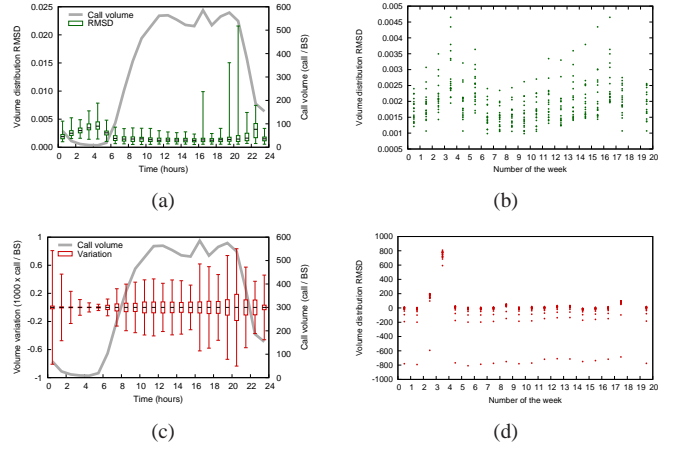 Volume distribution RMSD
0.025
0.020
0.015
0.010
0.005
0.000
Call volume
RMSD
600
500
400
300
200
100
0
Call volume (call / BS)
0 2 4 6 8 10 12 14 16 18 20 22 24
Time (hours)
(a)
Volume distribution RMSD
0.005
0.0045
0.004
0.0035
0.003
0.0025
0.002
0.0015
0.001
0.0005
0 1 2 3 4 5 6 7 8 9 10 11 12 13 14 15 16 17 18 19 20
Number of the week
(b)
Volume variation (1000 x call / BS)
1
0.6
0.2
-0.2
-0.6
-1
Call volume
Variation
600
500
400
300
200
100
0
Call volume (call / BS)
0 2 4 6 8 10 12 14 16 18 20 22 24
Time (hours)
(c)
Volume distribution RMSD
800
600
400
200
0
-200
-400
-600
-800
-1000
0 1 2 3 4 5 6 7 8 9 10 11 12 13 14 15 16 17 18 19 20
Number of the week
(d)